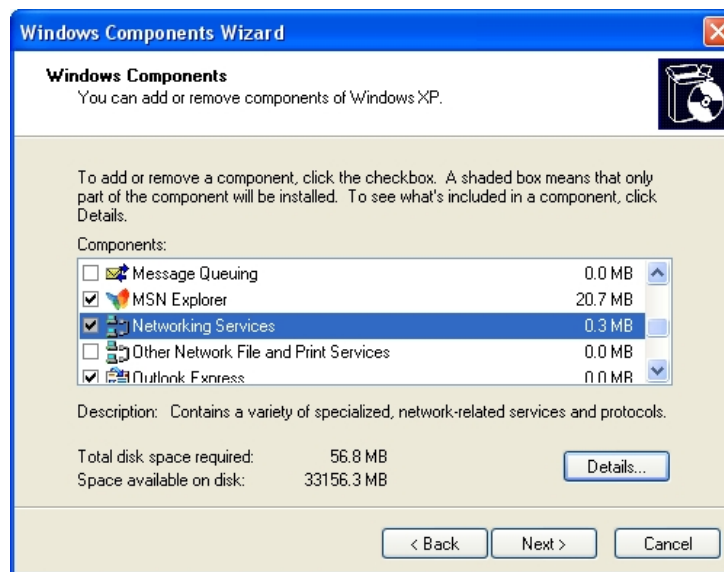 Windows Components Wizard
Windows Components
You can add or remove components of Windows XP.
To add or remove a component, click the checkbox. A shaded box means that only
part of the component will be installed. To see what's included in a component, click
Details.
Components:
Message Queuing 0.0 MB
MSN Explorer 20.7 MB
Networking Services 0.3 MB
Other Network File and Print Services 0.0 MB
Outlook Express 0.0 MB
Description: Contains a variety of specialized, network-related services and protocols.
Total disk space required: 56.8 MB
Space available on disk: 33156.3 MB
Details...
< Back Next > Cancel